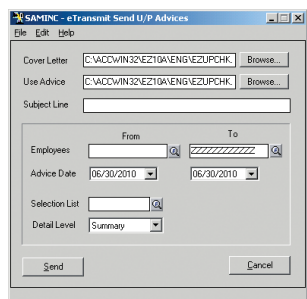 SAMINC - eTransmit Send U/P Advices
File Edit Help
Cover Letter C:\ACCWIN32\EZ10A\ENG\EZUPCHK. Browse...
Use Advice C:\ACCWIN32\EZ10A\ENG\EZUPCHK. Browse...
Subject Line
From To
Employees ZZZZZZZZZZZZ
Advice Date 06/30/2010 06/30/2010
Selection List
Detail Level Summary
Send Cancel